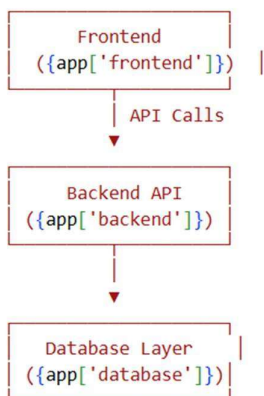 Frontend
({app['frontend']})
API Calls
Backend API
({app['backend']})
Database Layer
({app['database']})